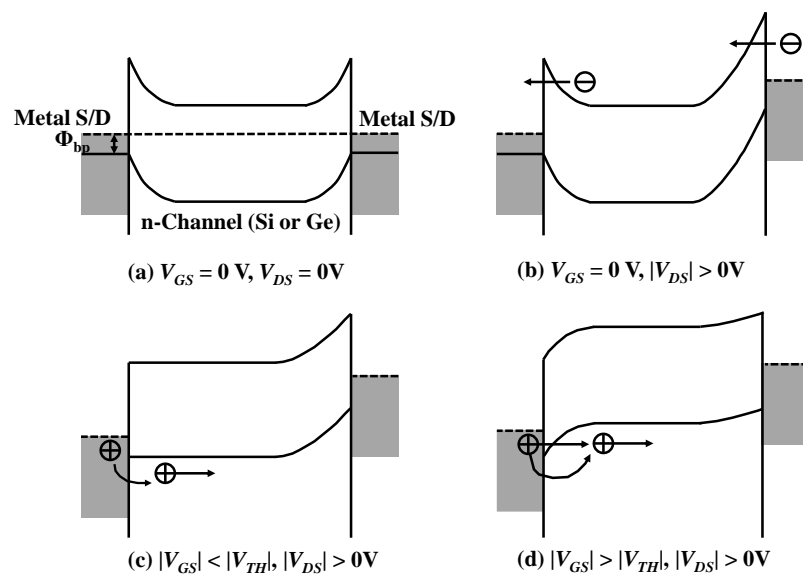 Metal S/D
Metal S/D
Φbp
n-Channel (Si or Ge)
(a) VGS = 0 V, VDS = 0V
(b) VGS = 0 V, |VDS| > 0V
(c) |VGS| < |VTH|, |VDS| > 0V
(d) |VGS| > |VTH|, |VDS| > 0V